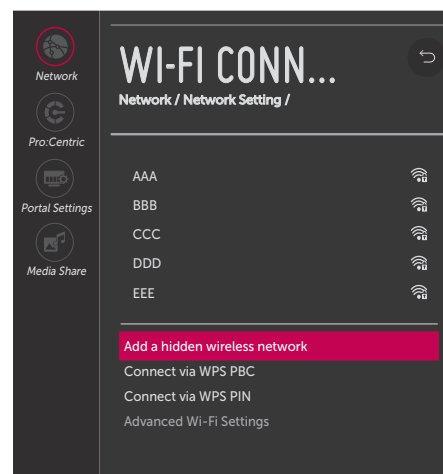 Network
Pro:Centric
Portal Settings
Media Share
WI-FI CONN...
Network / Network Setting /
AAA
BBB
CCC
DDD
EEE
Add a hidden wireless network
Connect via WPS PBC
Connect via WPS PIN
Advanced Wi-Fi Settings